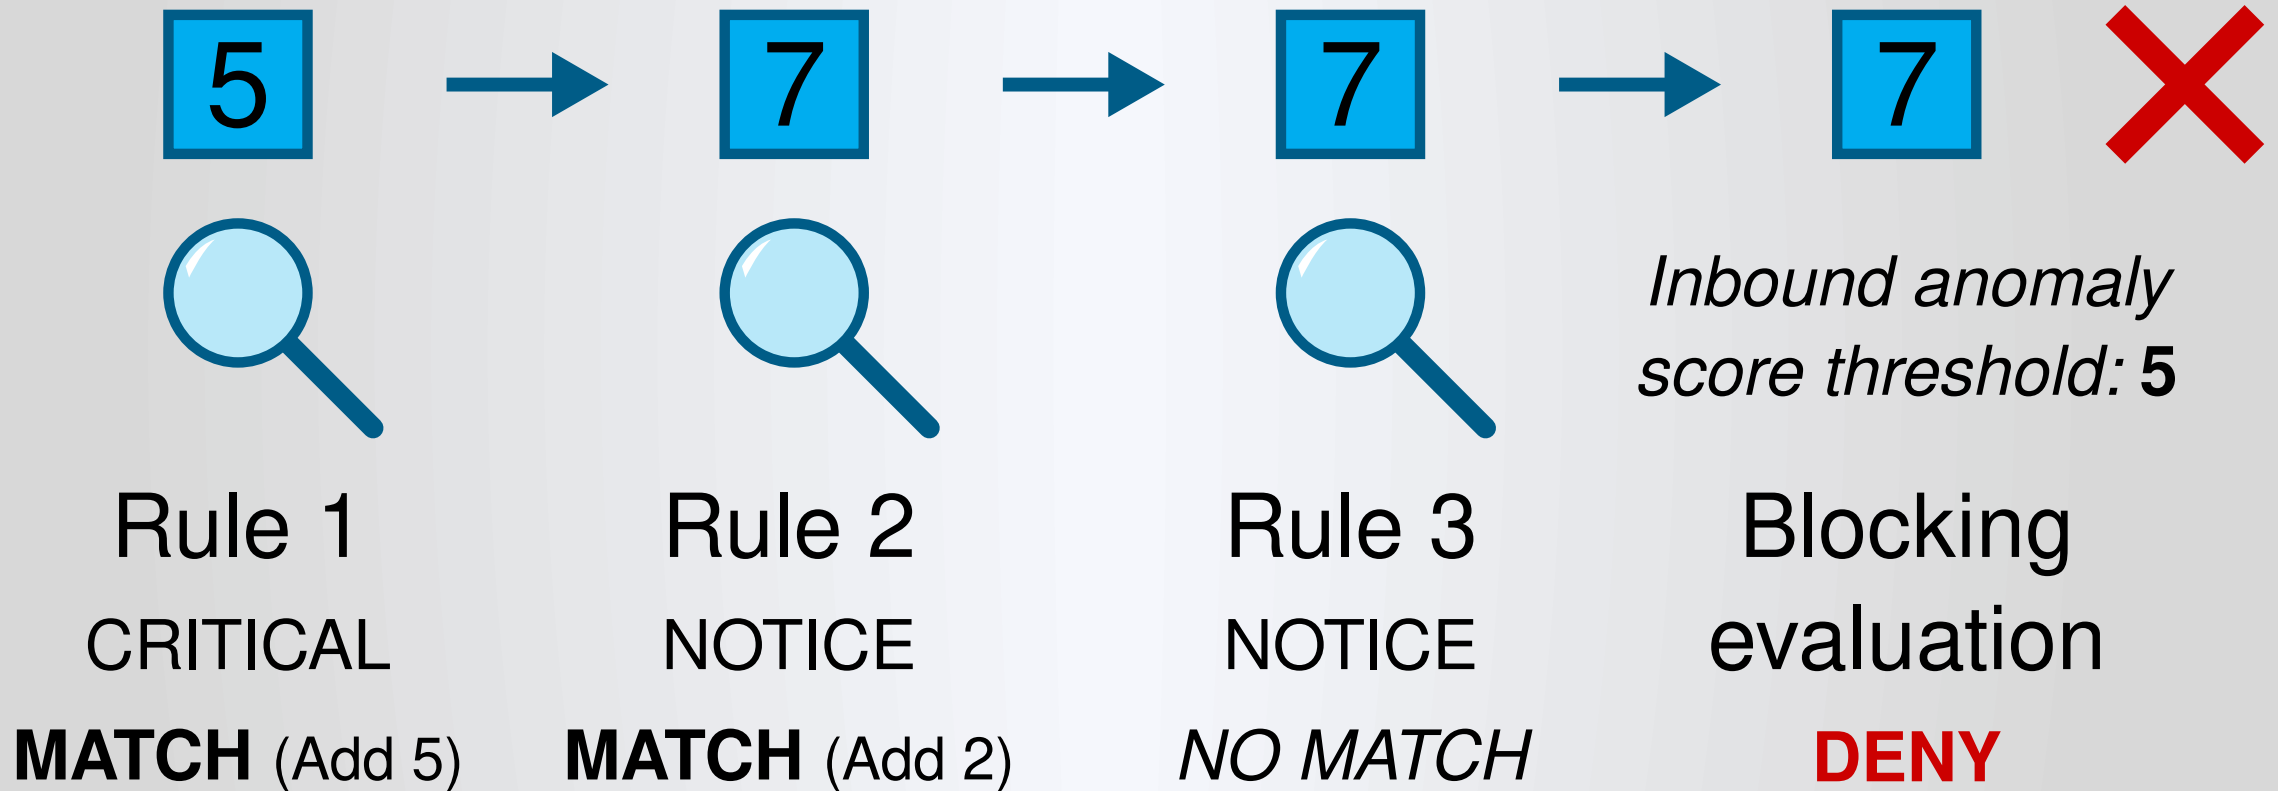 5
7
7
7
Inbound anomaly
score threshold: 5
Rule 1
CRITICAL
MATCH (Add 5)
Rule 2
NOTICE
MATCH (Add 2)
Rule 3
NOTICE
NO MATCH
Blocking
evaluation
DENY